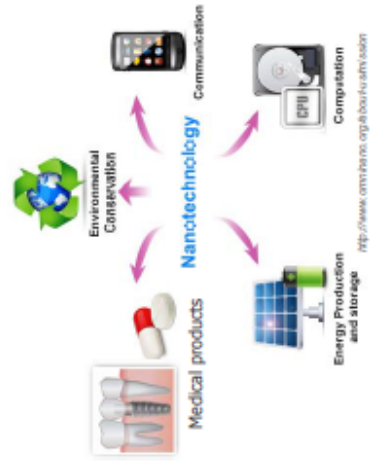 Environmental
Conservation
Communication
Medical products
Nanotechnology
CPU
Energy Production
and storage
Computation